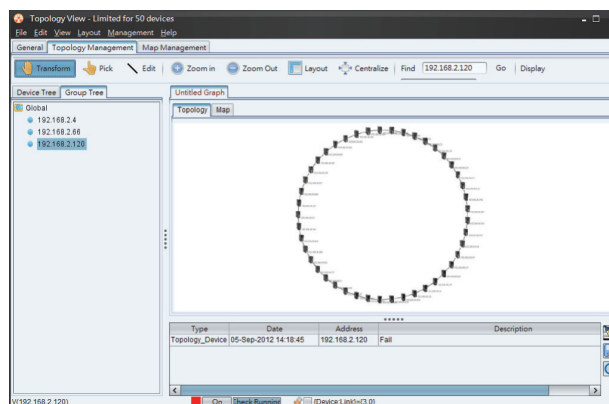 Topology View - Limited for 50 devices
File Edit View Layout Management Help
General Topology Management Map Management
Transform Pick Edit Zoom in Zoom Out Layout Centralize Find 192.168.2.120 Go Display
Device Tree Group Tree Untitled Graph
Global
192.168.2.4
192.168.2.66
192.168.2.120
Topology Map
Type Date Address Description
Topology_Device 05-Sep-2012 14:18:45 192.168.2.120 Fail
V(192.168.2.120) On Check Running (Device:Link)=(3,0)